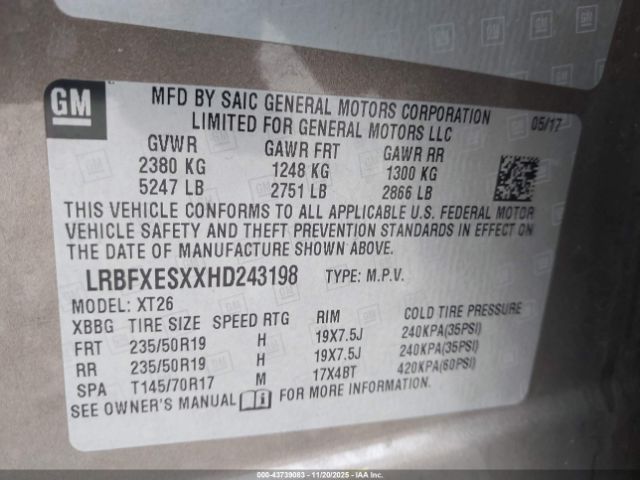 GM
MFD BY SAIC GENERAL MOTORS CORPORATION
LIMITED FOR GENERAL MOTORS LLC
05/17
GVWR GAWR FRT GAWR RR
2380 KG 1248 KG 1300 KG
5247 LB 2751 LB 2866 LB
THIS VEHICLE CONFORMS TO ALL APPLICABLE U.S. FEDERAL MOTOR
VEHICLE SAFETY AND THEFT PREVENTION STANDARDS IN EFFECT ON
THE DATE OF MANUFACTURE SHOWN ABOVE.
LRBFXESXXHD243198 TYPE: M.P.V.
MODEL: XT26
XBBG TIRE SIZE SPEED RTG RIM COLD TIRE PRESSURE
FRT 235/50R19 H 19X7.5J 240KPA(35PSI)
RR 235/50R19 H 19X7.5J 240KPA(35PSI)
SPA T145/70R17 M 17X4BT 420KPA(60PSI)
SEE OWNER'S MANUAL FOR MORE INFORMATION.
000-43739083 - 11/20/2025 - IAABUYER.COM